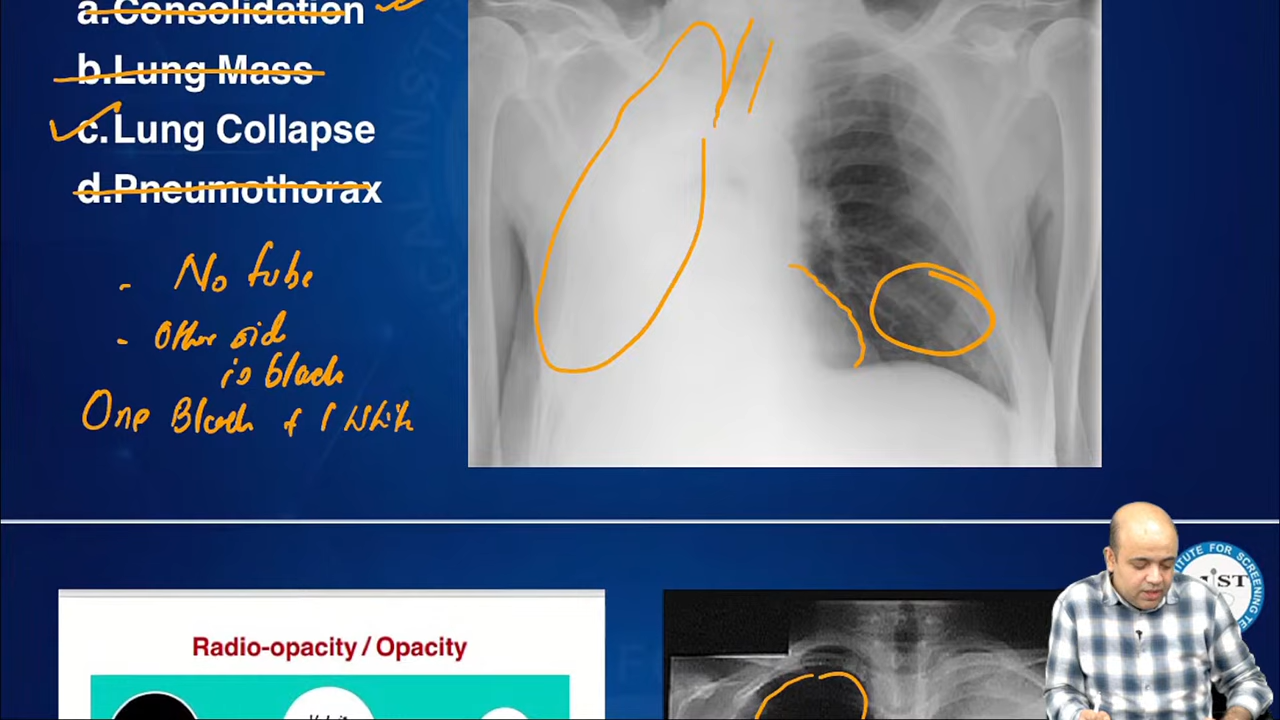 a.Consolidation
b.Lung Mass
c.Lung Collapse
d.Pneumothorax
- No tube
- Other side
is black
One Black & 1 White
Radio-opacity / Opacity